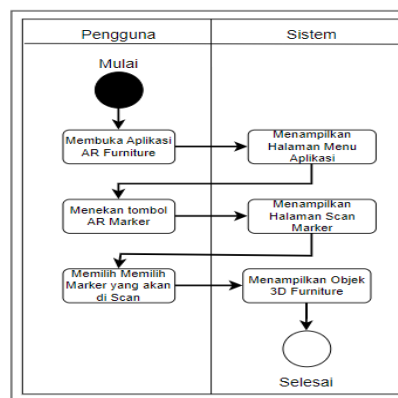 Pengguna
Sistem
Mulai
Membuka Aplikasi
AR Furniture
Menampilkan
Halaman Menu
Aplikasi
Menekan tombol
AR Marker
Menampilkan
Halaman Scan
Marker
Memilih Memilih
Marker yang akan
di Scan
Menampilkan Objek
3D Furniture
Selesai